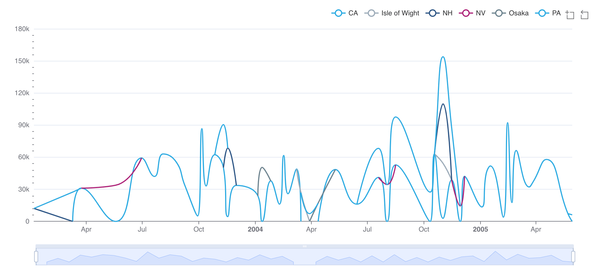 CA Isle of Wight NH NV Osaka PA
180k
150k
120k
90k
60k
30k
0
Apr Jul Oct 2004 Apr Jul Oct 2005 Apr